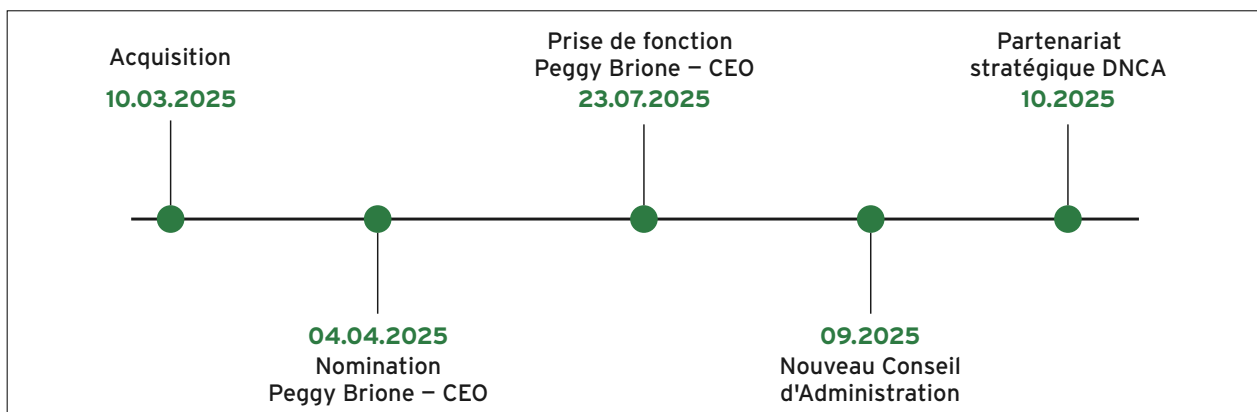 Acquisition
10.03.2025
Prise de fonction
Peggy Brione – CEO
23.07.2025
Partenariat
stratégique DNCA
10.2025
04.04.2025
Nomination
Peggy Brione – CEO
09.2025
Nouveau Conseil
d'Administration